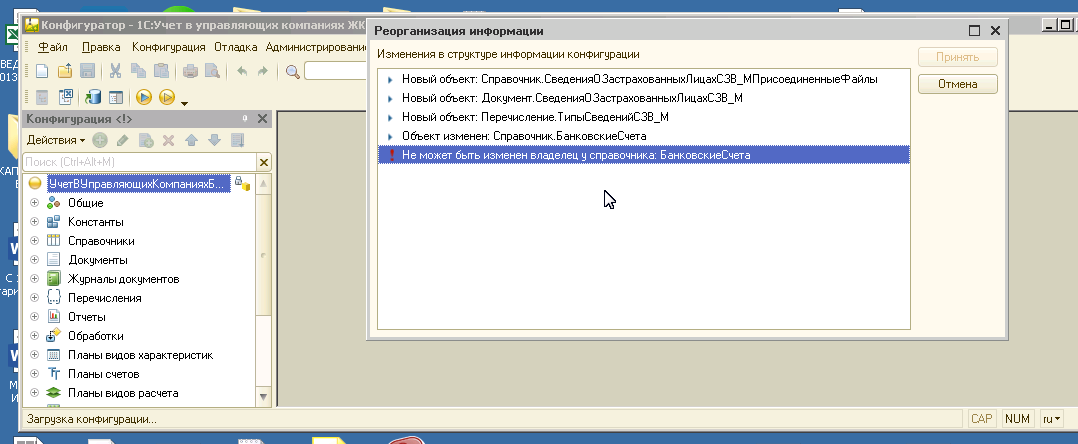 Конфигуратор - 1С:Учет в управляющих компаниях ЖК
Файл Правка Конфигурация Отладка Администрирование
Конфигурация <!>
Действия
Поиск (Ctrl+Alt+M)
УчетВУправляющихКомпанияхБ...
Общие
Константы
Справочники
Документы
Журналы документов
Перечисления
Отчеты
Обработки
Планы видов характеристик
Планы счетов
Планы видов расчета
Загрузка конфигурации...
CAP NUM ru
Реорганизация информации
Изменения в структуре информации конфигурации
Новый объект: Справочник.СведенияОЗастрахованныхЛицахСЗВ_МПрисоединенныеФайлы
Новый объект: Документ.СведенияОЗастрахованныхЛицахСЗВ_М
Новый объект: Перечисление.ТипыСведенийСЗВ_М
Объект изменен: Справочник.БанковскиеСчета
Не может быть изменен владелец у справочника: БанковскиеСчета
Принять
Отмена